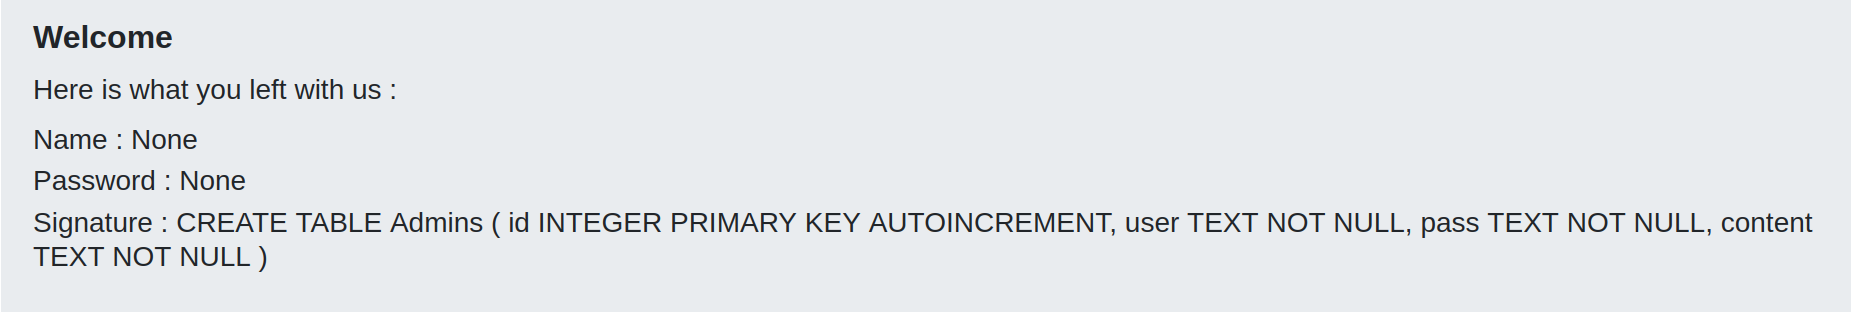 Welcome
Here is what you left with us :
Name : None
Password : None
Signature : CREATE TABLE Admins ( id INTEGER PRIMARY KEY AUTOINCREMENT, user TEXT NOT NULL, pass TEXT NOT NULL, content
TEXT NOT NULL )